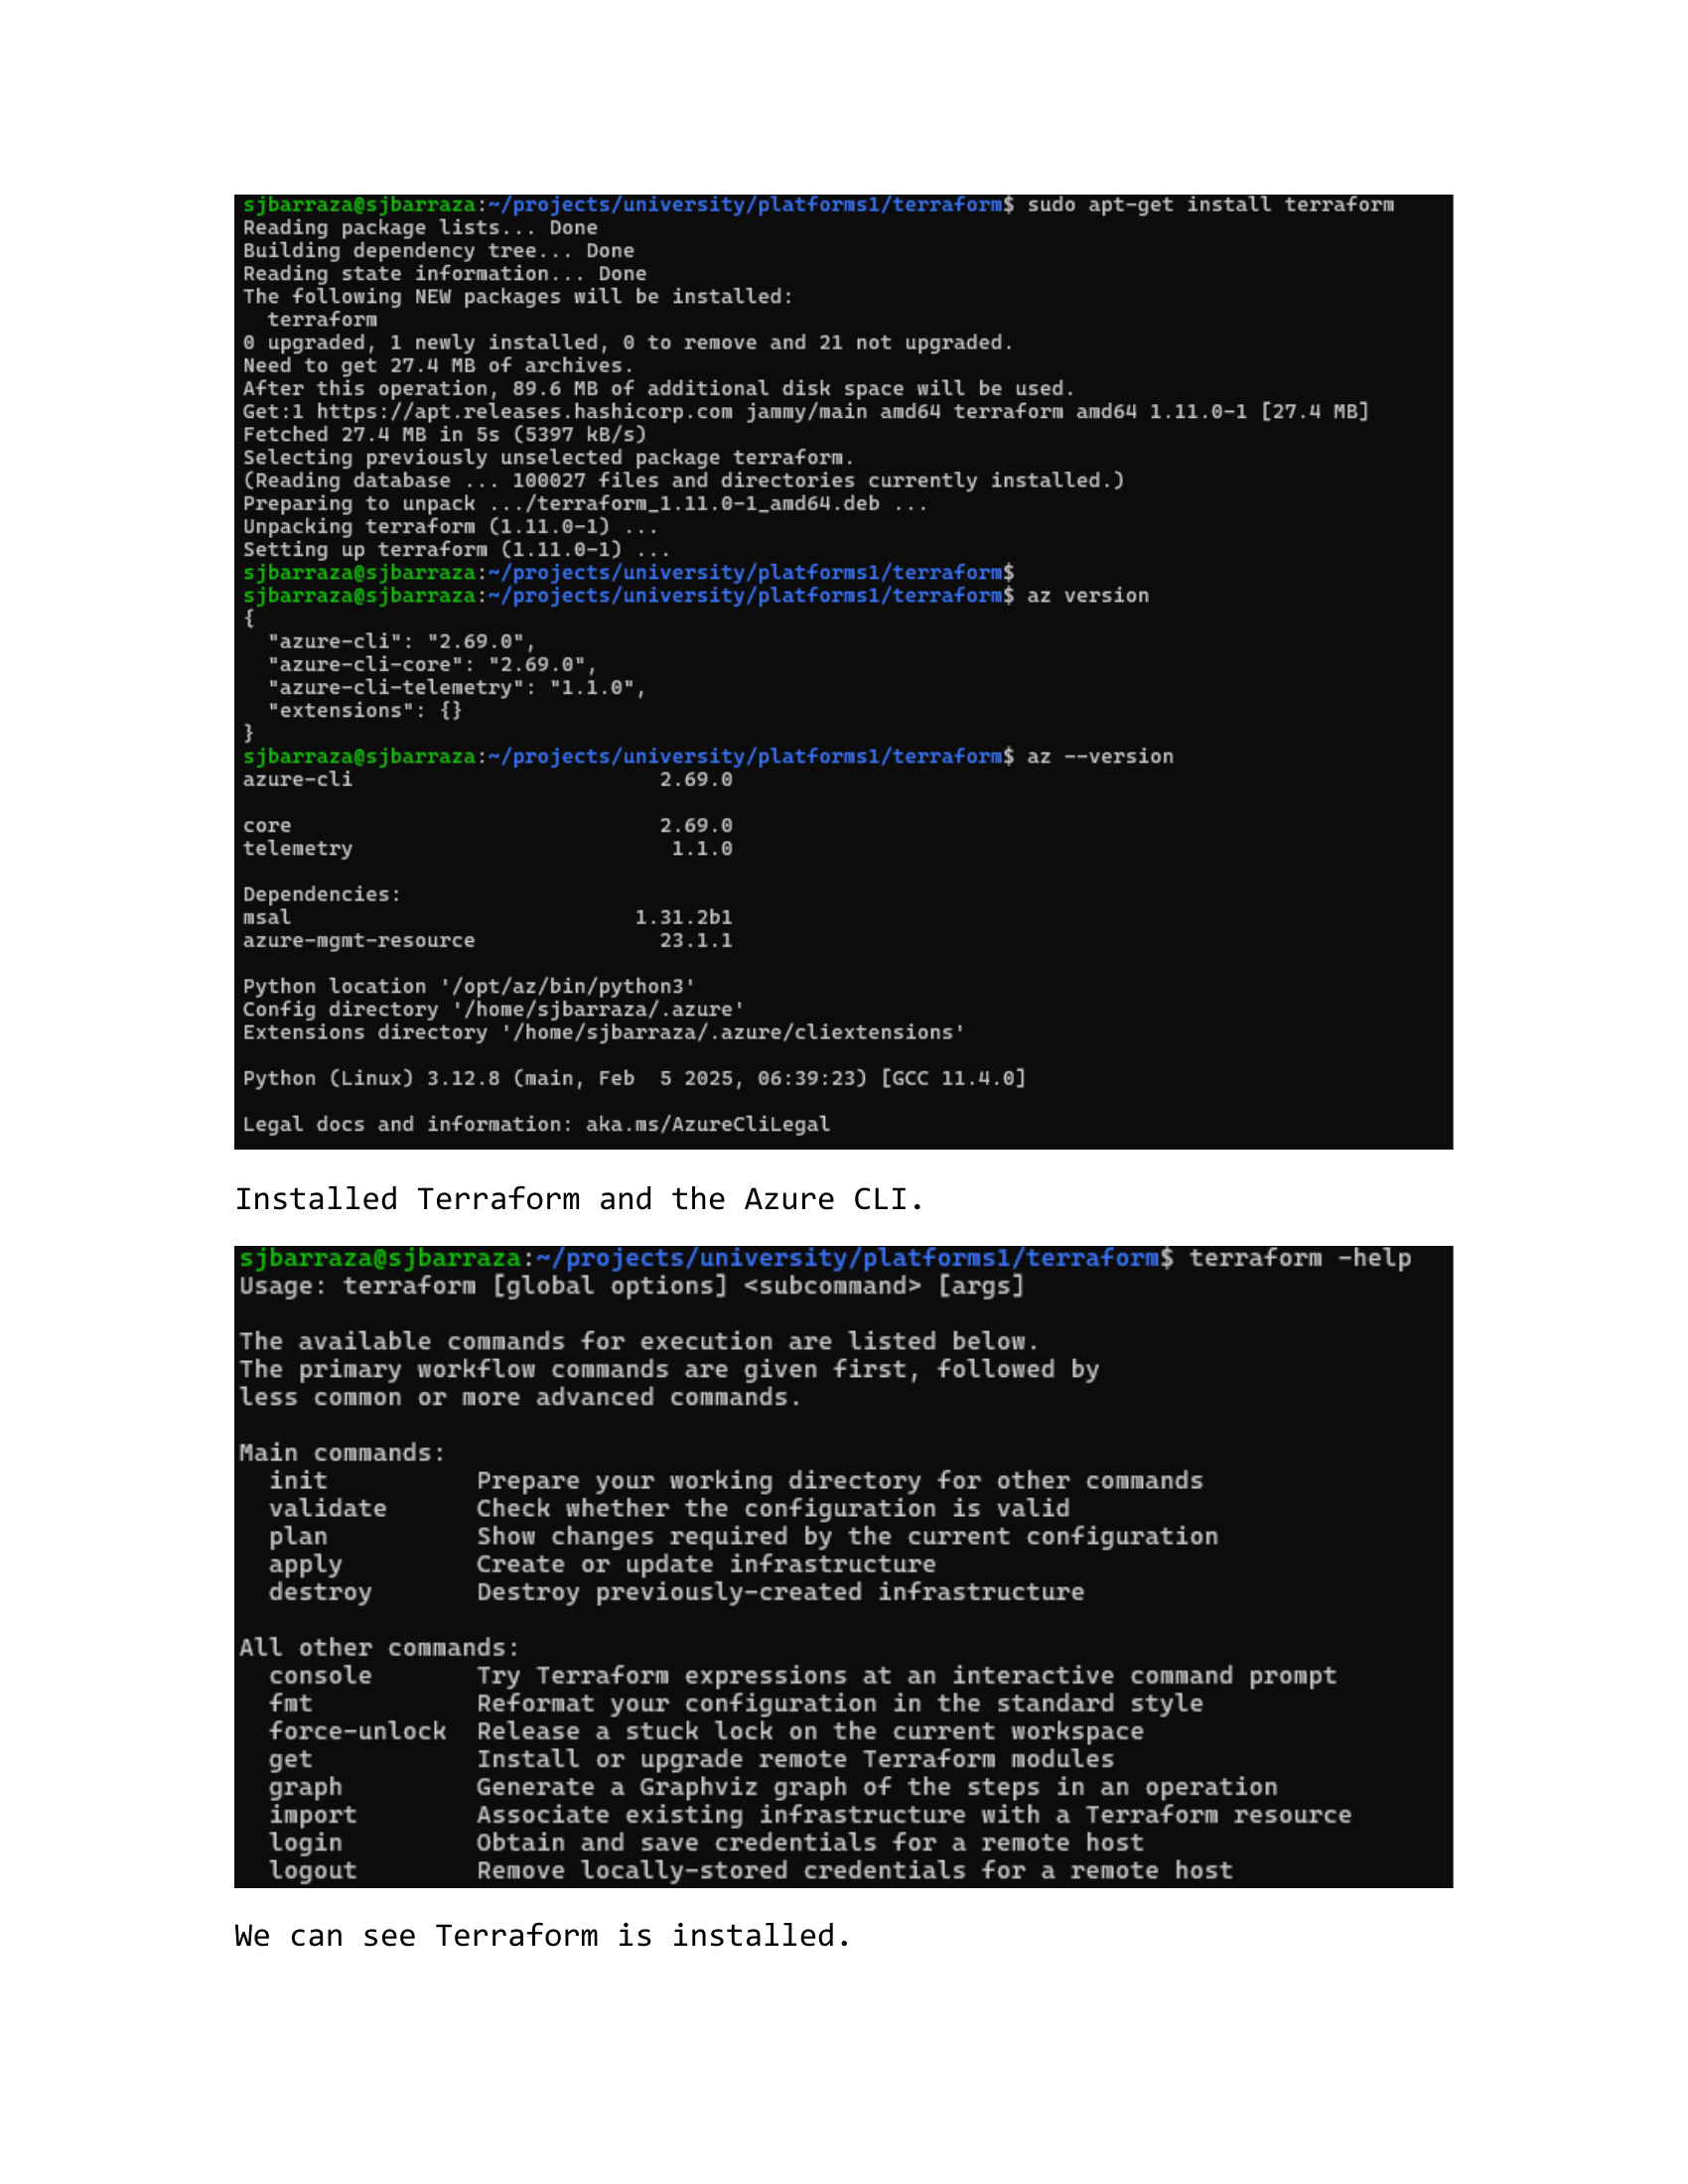 sjbarraza@sjbarraza:~/projects/university/platforms1/terraform$ sudo apt-get install terraform
Reading package lists... Done
Building dependency tree... Done
Reading state information... Done
The following NEW packages will be installed:
  terraform
0 upgraded, 1 newly installed, 0 to remove and 21 not upgraded.
Need to get 27.4 MB of archives.
After this operation, 89.6 MB of additional disk space will be used.
Get:1 https://apt.releases.hashicorp.com jammy/main amd64 terraform amd64 1.11.0-1 [27.4 MB]
Fetched 27.4 MB in 5s (5397 kB/s)
Selecting previously unselected package terraform.
(Reading database ... 100027 files and directories currently installed.)
Preparing to unpack .../terraform_1.11.0-1_amd64.deb ...
Unpacking terraform (1.11.0-1) ...
Setting up terraform (1.11.0-1) ...
sjbarraza@sjbarraza:~/projects/university/platforms1/terraform$
sjbarraza@sjbarraza:~/projects/university/platforms1/terraform$ az version
{
  "azure-cli": "2.69.0",
  "azure-cli-core": "2.69.0",
  "azure-cli-telemetry": "1.1.0",
  "extensions": {}
}
sjbarraza@sjbarraza:~/projects/university/platforms1/terraform$ az --version
azure-cli                         2.69.0

core                              2.69.0
telemetry                          1.1.0

Dependencies:
msal                            1.31.2b1
azure-mgmt-resource               23.1.1

Python location '/opt/az/bin/python3'
Config directory '/home/sjbarraza/.azure'
Extensions directory '/home/sjbarraza/.azure/cliextensions'

Python (Linux) 3.12.8 (main, Feb  5 2025, 06:39:23) [GCC 11.4.0]

Legal docs and information: aka.ms/AzureCliLegal
Installed Terraform and the Azure CLI.
sjbarraza@sjbarraza:~/projects/university/platforms1/terraform$ terraform -help
Usage: terraform [global options] <subcommand> [args]

The available commands for execution are listed below.
The primary workflow commands are given first, followed by
less common or more advanced commands.

Main commands:
  init          Prepare your working directory for other commands
  validate      Check whether the configuration is valid
  plan          Show changes required by the current configuration
  apply         Create or update infrastructure
  destroy       Destroy previously-created infrastructure

All other commands:
  console       Try Terraform expressions at an interactive command prompt
  fmt           Reformat your configuration in the standard style
  force-unlock  Release a stuck lock on the current workspace
  get           Install or upgrade remote Terraform modules
  graph         Generate a Graphviz graph of the steps in an operation
  import        Associate existing infrastructure with a Terraform resource
  login         Obtain and save credentials for a remote host
  logout        Remove locally-stored credentials for a remote host
We can see Terraform is installed.